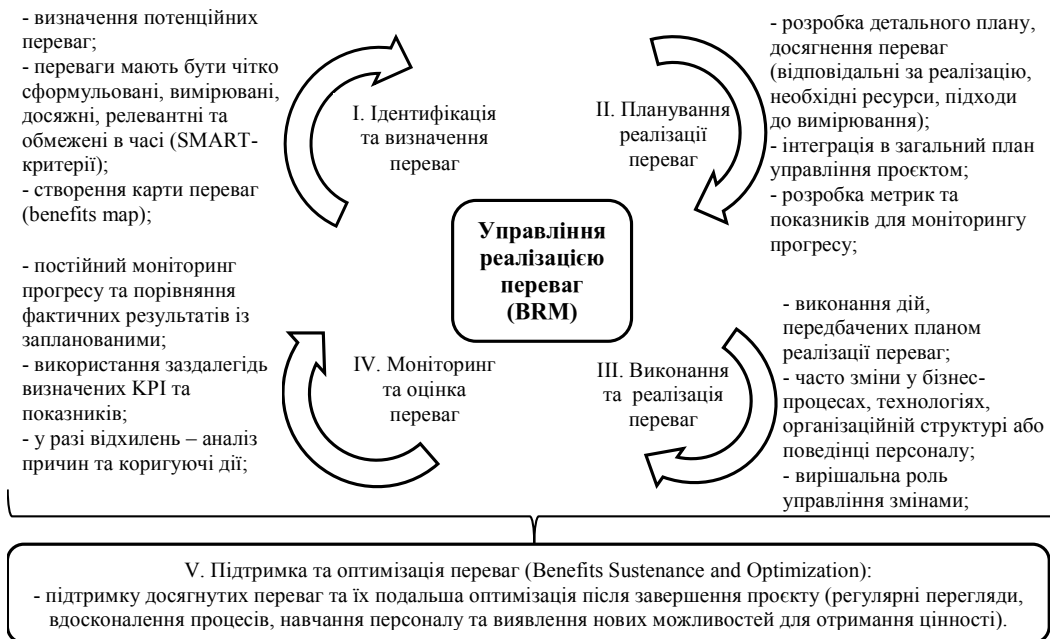 - визначення потенційних
переваг;
- переваги мають бути чітко
сформульовані, вимірювані,
досяжні, релевантні та
обмежені в часі (SMART-
критерії);
- створення карти переваг
(benefits map);
І. Ідентифікація
та визначення
переваг
ІІ. Планування
реалізації
переваг
- розробка детального плану,
досягнення переваг
(відповідальні за реалізацію,
необхідні ресурси, підходи
до вимірювання);
- інтеграція в загальний план
управління проєктом;
- розробка метрик та
показників для моніторингу
прогресу;
Управління
реалізацією
переваг
(BRM)
- постійний моніторинг
прогресу та порівняння
фактичних результатів із
запланованими;
- використання заздалегідь
визначених KPI та
показників;
- у разі відхилень – аналіз
причин та коригуючі дії;
IV. Моніторинг
та оцінка
переваг
ІІІ. Виконання
та реалізація
переваг
- виконання дій,
передбачених планом
реалізації переваг;
- часто зміни у бізнес-
процесах, технологіях,
організаційній структурі або
поведінці персоналу;
- вирішальна роль
управління змінами;
V. Підтримка та оптимізація переваг (Benefits Sustenance and Optimization):
- підтримку досягнутих переваг та їх подальша оптимізація після завершення проєкту (регулярні перегляди,
вдосконалення процесів, навчання персоналу та виявлення нових можливостей для отримання цінності).